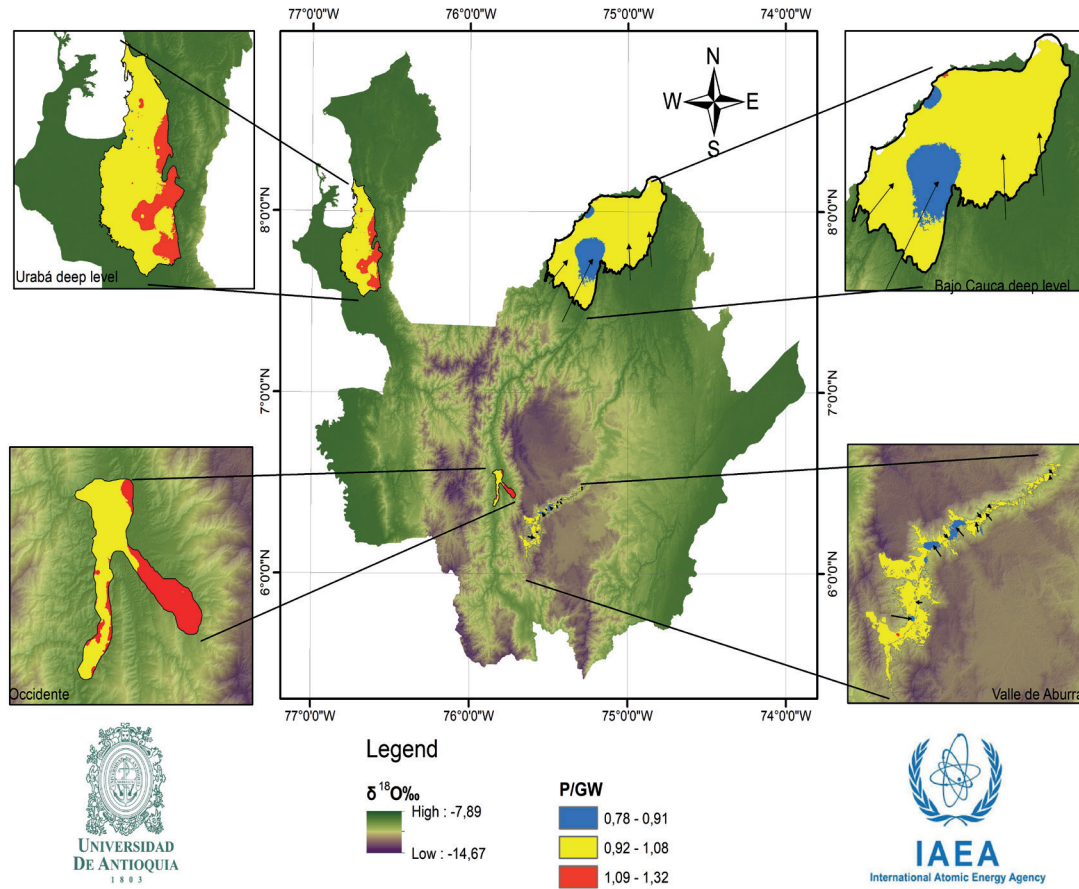 77°0'0"W 76°0'0"W 75°0'0"W 74°0'0"W
N
W E
S
8°0'0"N
8°0'0"N
7°0'0"N
7°0'0"N
6°0'0"N
6°0'0"N
Urabá deep level
Bajo Cauca deep level
Occidente
Valle de Aburra
77°0'0"W 76°0'0"W 75°0'0"W 74°0'0"W
Legend
δ ¹⁸O‰
High : -7,89
Low : -14,67
P/GW
0,78 - 0,91
0,92 - 1,08
1,09 - 1,32
UNIVERSIDAD
DE ANTIOQUIA
1803
IAEA
International Atomic Energy Agency